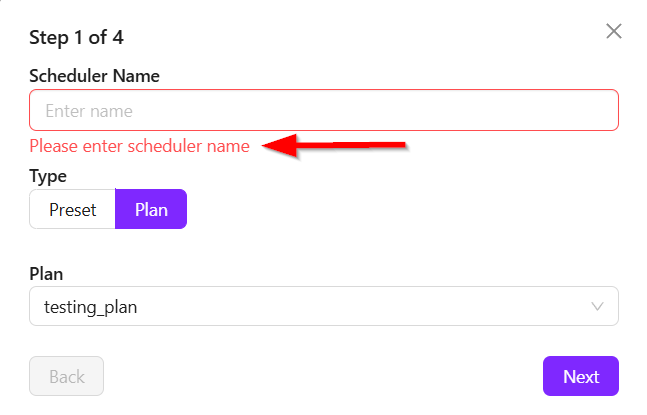 Step 1 of 4
Scheduler Name
Enter name
Please enter scheduler name
Type
Preset Plan
Plan
testing_plan
Back Next